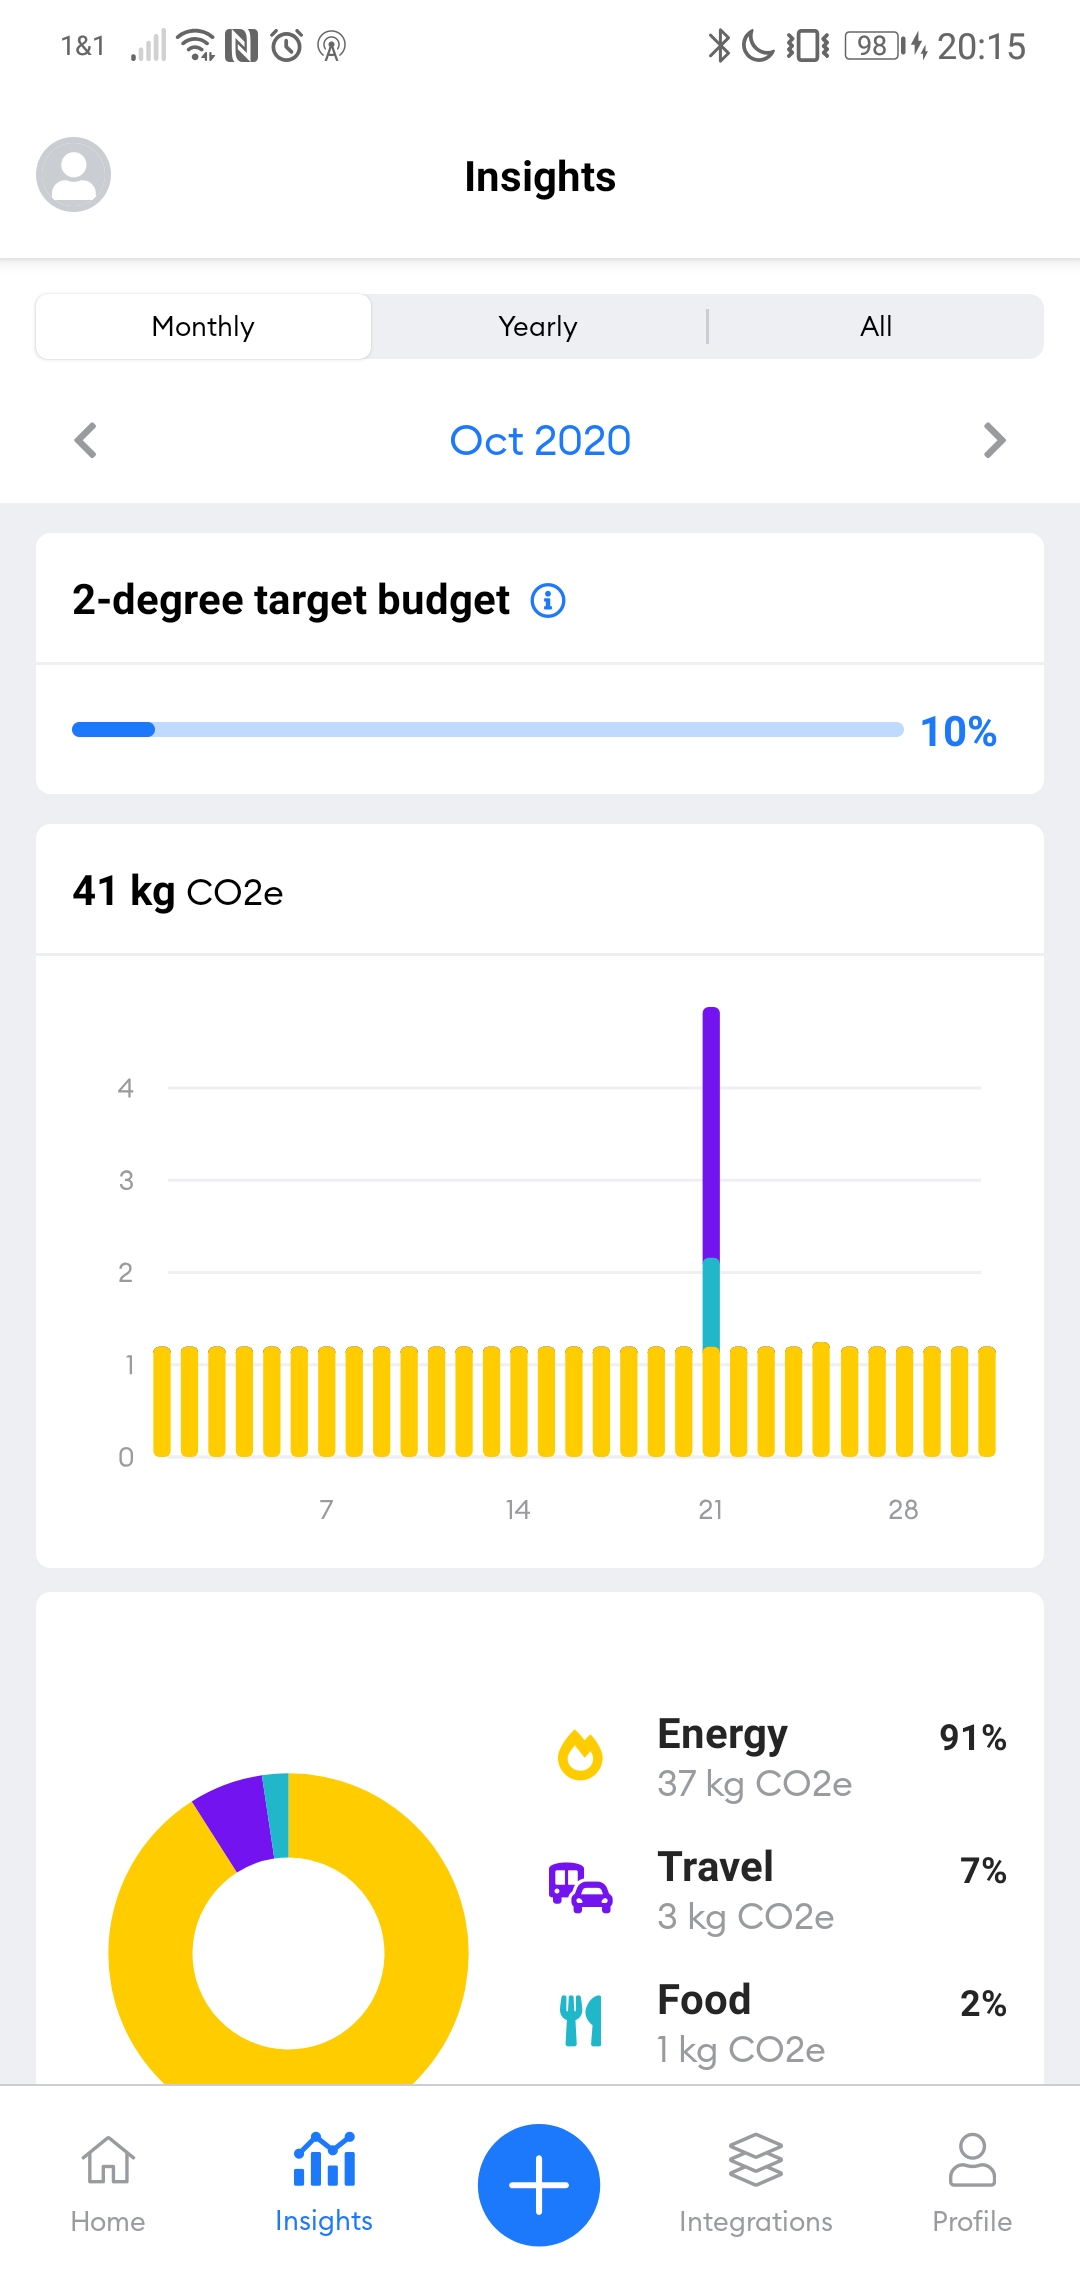 1&1 98 20:15
Insights
Monthly Yearly All
Oct 2020
2-degree target budget
10%
41 kg CO2e
4
3
2
1
0
7 14 21 28
Energy 91%
37 kg CO2e
Travel 7%
3 kg CO2e
Food 2%
1 kg CO2e
Home Insights Integrations Profile